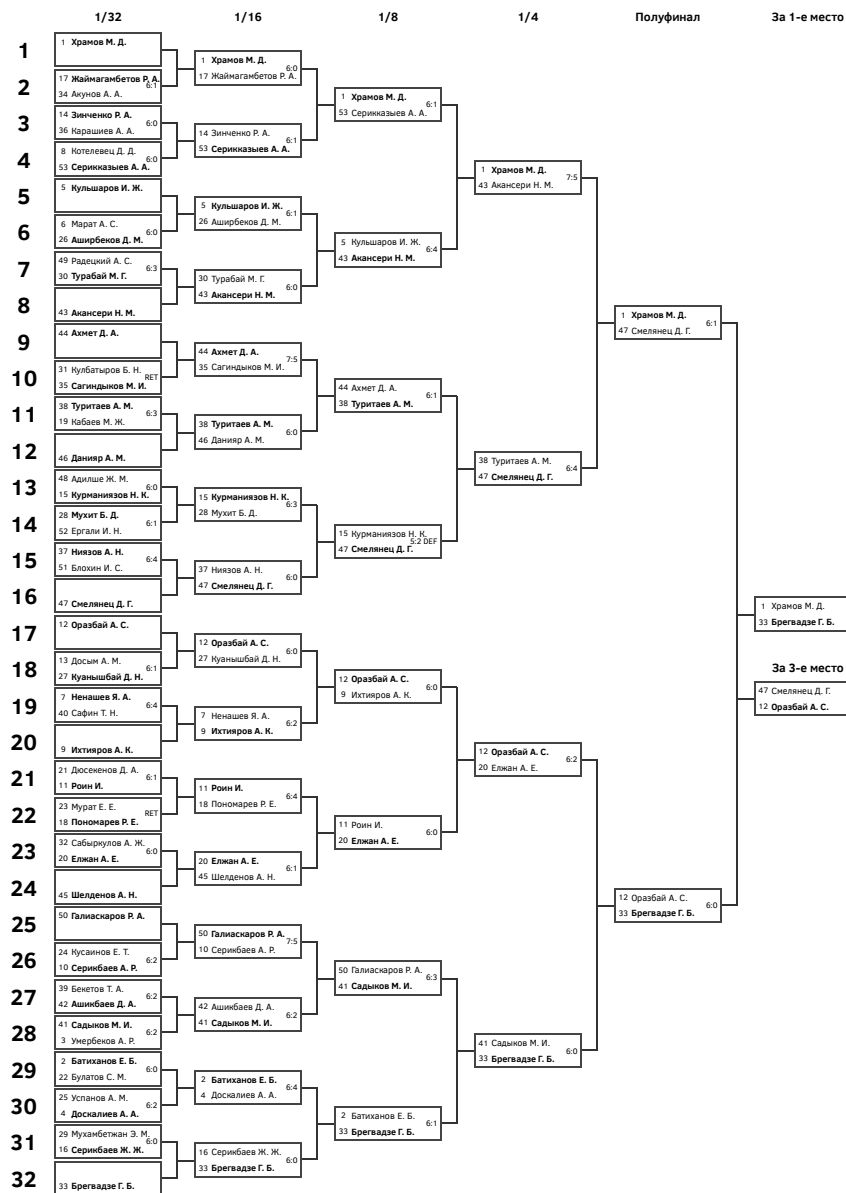 1/32
1/16
1/8
1/4
Полуфинал
За 1-е место
1
1 Храмов М. Д.
2
17 Жаймагамбетов Р. А.
34 Акунов А. А.
6:1
3
14 Зинченко Р. А.
36 Карашиев А. А.
6:0
4
8 Котелевец Д. Д.
53 Серикказыев А. А.
6:0
5
5 Кульшаров И. Ж.
6
6 Марат А. С.
26 Аширбеков Д. М.
6:0
7
49 Радецкий А. С.
30 Турабай М. Г.
6:3
8
43 Акансери Н. М.
9
44 Ахмет Д. А.
10
31 Кулбатыров Б. Н.
35 Сагиндыков М. И.
RET
11
38 Туритаев А. М.
19 Кабаев М. Ж.
6:3
12
46 Данияр А. М.
13
48 Адилше Ж. М.
15 Курманиязов Н. К.
6:0
14
28 Мухит Б. Д.
52 Ергали И. Н.
6:1
15
37 Ниязов А. Н.
51 Блохин И. С.
6:4
16
47 Смелянец Д. Г.
17
12 Оразбай А. С.
18
13 Досым А. М.
27 Куанышбай Д. Н.
6:1
19
7 Ненашев Я. А.
40 Сафин Т. Н.
6:4
20
9 Ихтияров А. К.
21
21 Дюсекенов Д. А.
11 Роин И.
6:1
22
23 Мурат Е. Е.
18 Пономарев Р. Е.
RET
23
32 Сабыркулов А. Ж.
20 Елжан А. Е.
6:0
24
45 Шелденов А. Н.
25
50 Галиаскаров Р. А.
26
24 Кусаинов Е. Т.
10 Серикбаев А. Р.
6:2
27
39 Бекетов Т. А.
42 Ашикбаев Д. А.
6:2
28
41 Садыков М. И.
3 Умербеков А. Р.
6:2
29
2 Батиханов Е. Б.
22 Булатов С. М.
6:0
30
25 Успанов А. М.
4 Доскалиев А. А.
6:2
31
29 Мухамбетжан Э. М.
16 Серикбаев Ж. Ж.
6:0
32
33 Брегвадзе Г. Б.
1 Храмов М. Д.
17 Жаймагамбетов Р. А.
6:0
14 Зинченко Р. А.
53 Серикказыев А. А.
6:1
5 Кульшаров И. Ж.
26 Аширбеков Д. М.
6:1
30 Турабай М. Г.
43 Акансери Н. М.
6:0
44 Ахмет Д. А.
35 Сагиндыков М. И.
7:5
38 Туритаев А. М.
46 Данияр А. М.
6:0
15 Курманиязов Н. К.
28 Мухит Б. Д.
6:3
37 Ниязов А. Н.
47 Смелянец Д. Г.
6:0
12 Оразбай А. С.
27 Куанышбай Д. Н.
6:0
7 Ненашев Я. А.
9 Ихтияров А. К.
6:2
11 Роин И.
18 Пономарев Р. Е.
6:4
20 Елжан А. Е.
45 Шелденов А. Н.
6:1
50 Галиаскаров Р. А.
10 Серикбаев А. Р.
7:5
42 Ашикбаев Д. А.
41 Садыков М. И.
6:2
2 Батиханов Е. Б.
4 Доскалиев А. А.
6:4
16 Серикбаев Ж. Ж.
33 Брегвадзе Г. Б.
6:0
1 Храмов М. Д.
53 Серикказыев А. А.
6:1
5 Кульшаров И. Ж.
43 Акансери Н. М.
6:4
44 Ахмет Д. А.
38 Туритаев А. М.
6:1
15 Курманиязов Н. К.
47 Смелянец Д. Г.
5:2 DEF
12 Оразбай А. С.
9 Ихтияров А. К.
6:0
11 Роин И.
20 Елжан А. Е.
6:0
50 Галиаскаров Р. А.
41 Садыков М. И.
6:3
2 Батиханов Е. Б.
33 Брегвадзе Г. Б.
6:1
1 Храмов М. Д.
43 Акансери Н. М.
7:5
38 Туритаев А. М.
47 Смелянец Д. Г.
6:4
12 Оразбай А. С.
20 Елжан А. Е.
6:2
41 Садыков М. И.
33 Брегвадзе Г. Б.
6:0
1 Храмов М. Д.
47 Смелянец Д. Г.
6:1
12 Оразбай А. С.
33 Брегвадзе Г. Б.
6:0
1 Храмов М. Д.
33 Брегвадзе Г. Б.
За 3-е место
47 Смелянец Д. Г.
12 Оразбай А. С.